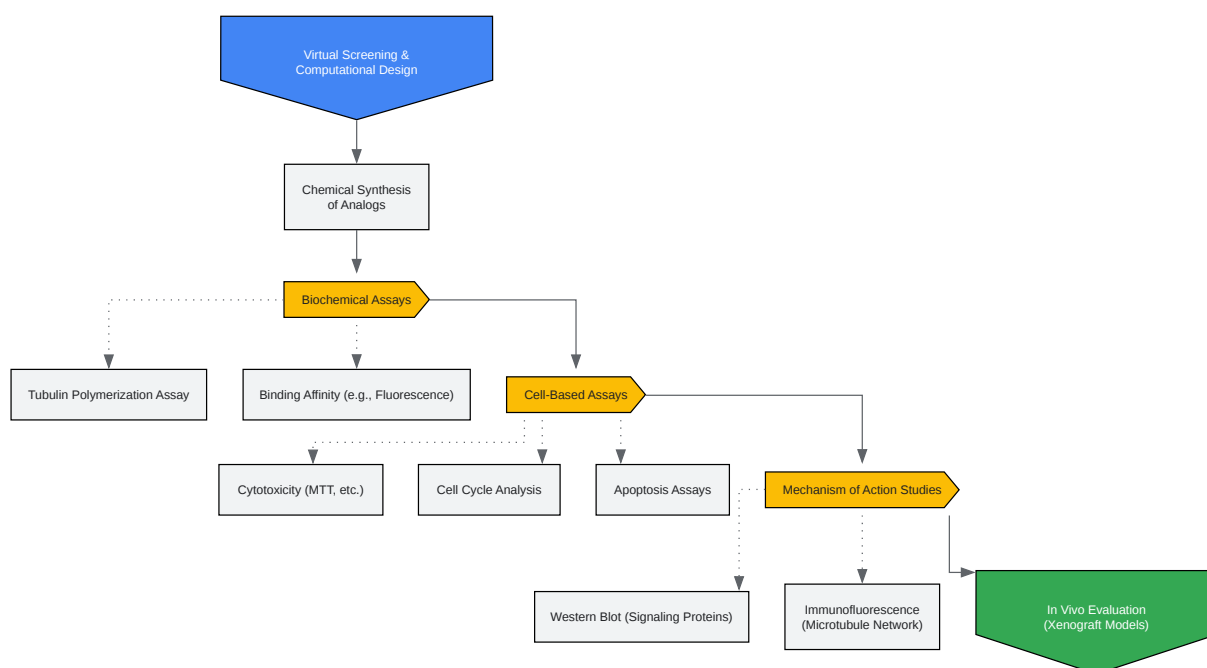 Virtual Screening &
Computational Design
Chemical Synthesis
of Analogs
Biochemical Assays
Tubulin Polymerization Assay
Binding Affinity (e.g., Fluorescence)
Cell-Based Assays
Cytotoxicity (MTT, etc.)
Cell Cycle Analysis
Apoptosis Assays
Mechanism of Action Studies
Western Blot (Signaling Proteins)
Immunofluorescence
(Microtubule Network)
In Vivo Evaluation
(Xenograft Models)